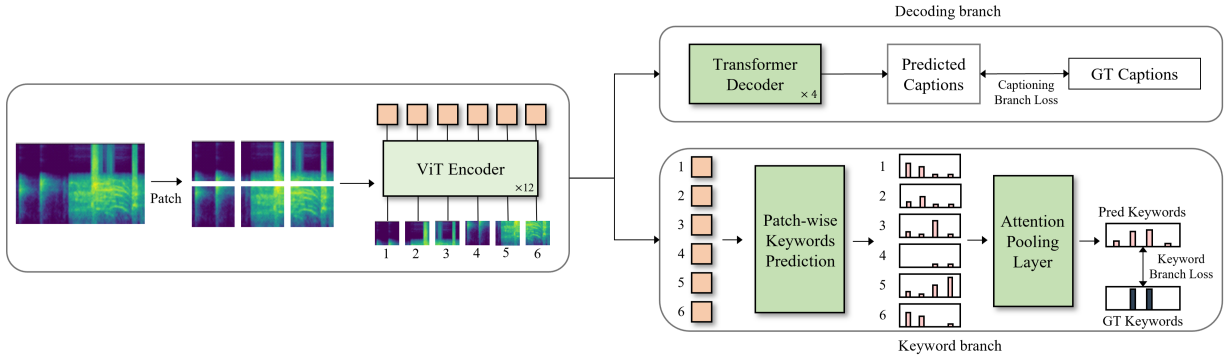 Decoding branch
Transformer
Decoder
× 4
Predicted
Captions
Captioning
Branch Loss
GT Captions
Patch
ViT Encoder
×12
1 2 3 4 5 6
1
2
3
4
5
6
Patch-wise
Keywords
Prediction
1
2
3
4
5
6
Attention
Pooling
Layer
Pred Keywords
Keyword
Branch Loss
GT Keywords
Keyword branch